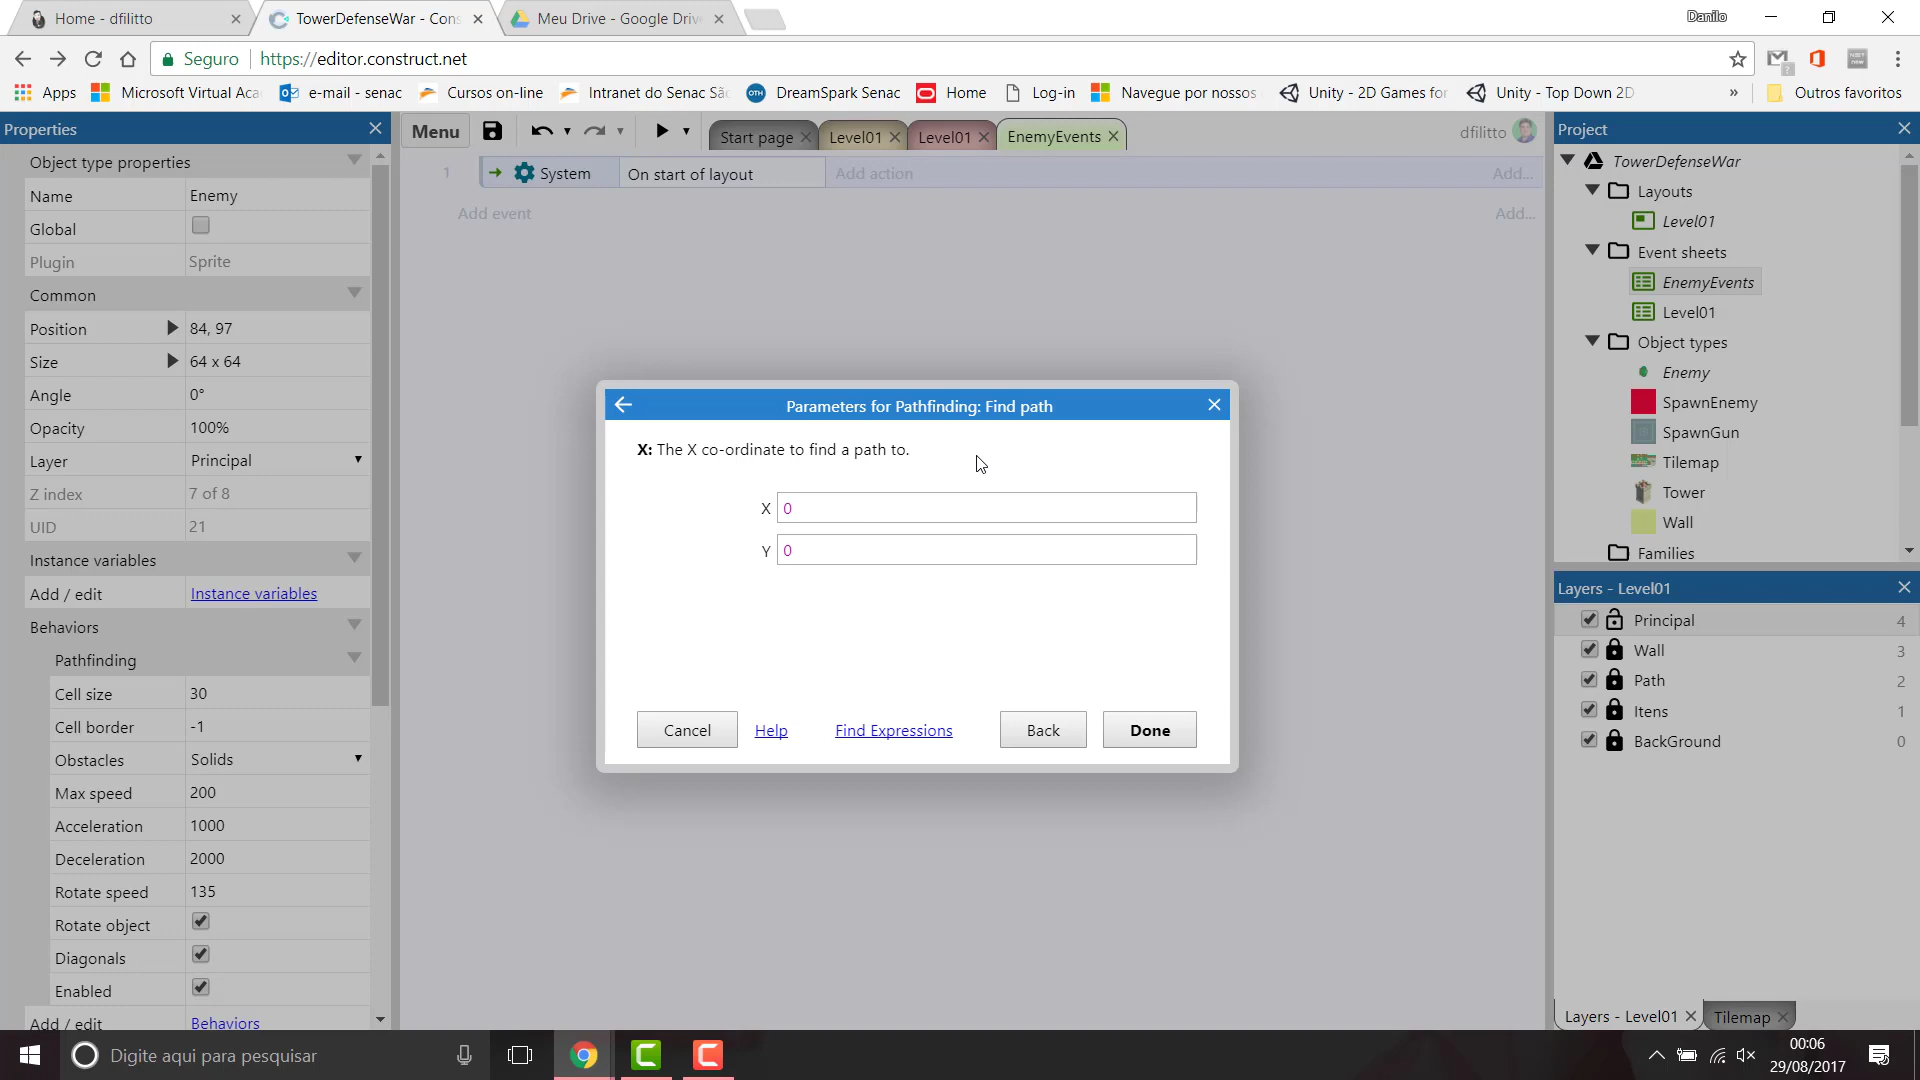 Home - dfilitto
TowerDefenseWar - Cons
Meu Drive - Google Driv
Danilo
Seguro
https://editor.construct.net
Apps
Microsoft Virtual Aca
e-mail - senac
Cursos on-line
Intranet do Senac Sã
DreamSpark Senac
Home
Log-in
Navegue por nossos
Unity - 2D Games for
Unity - Top Down 2D
»
Outros favoritos
Properties
Object type properties
Name
Enemy
Global
Plugin
Sprite
Common
Position
84, 97
Size
64 x 64
Angle
0°
Opacity
100%
Layer
Principal
Z index
7 of 8
UID
21
Instance variables
Add / edit
Instance variables
Behaviors
Pathfinding
Cell size
30
Cell border
-1
Obstacles
Solids
Max speed
200
Acceleration
1000
Deceleration
2000
Rotate speed
135
Rotate object
Diagonals
Enabled
Add / edit
Behaviors
Menu
Start page
Level01
Level01
EnemyEvents
dfilitto
1
System
On start of layout
Add action
Add...
Add event
Add...
Parameters for Pathfinding: Find path
X: The X co-ordinate to find a path to.
X
0
Y
0
Cancel
Help
Find Expressions
Back
Done
Project
TowerDefenseWar
Layouts
Level01
Event sheets
EnemyEvents
Level01
Object types
Enemy
SpawnEnemy
SpawnGun
Tilemap
Tower
Wall
Families
Layers - Level01
Principal
4
Wall
3
Path
2
Itens
1
BackGround
0
Layers - Level01
Tilemap
Digite aqui para pesquisar
00:06
29/08/2017